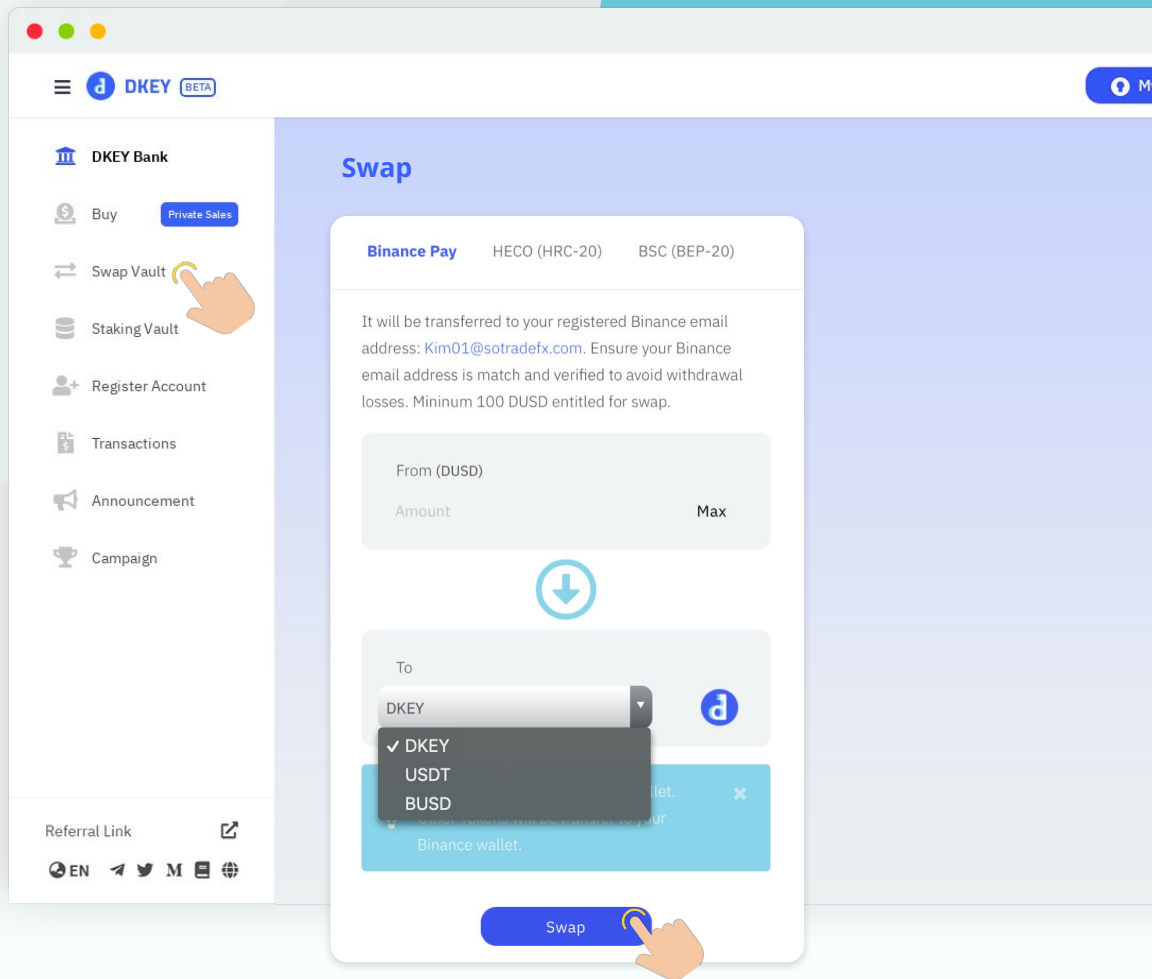 DKEY BETA
My
DKEY Bank
Buy
Private Sales
Swap Vault
Staking Vault
Register Account
Transactions
Announcement
Campaign
Referral Link
EN
Swap
Binance Pay
HECO (HRC-20)
BSC (BEP-20)
It will be transferred to your registered Binance email
address: Kim01@sotradefx.com. Ensure your Binance
email address is match and verified to avoid withdrawal
losses. Mininum 100 DUSD entitled for swap.
From (DUSD)
Amount
Max
To
DKEY
✓ DKEY
USDT
BUSD
Binance wallet.
Swap